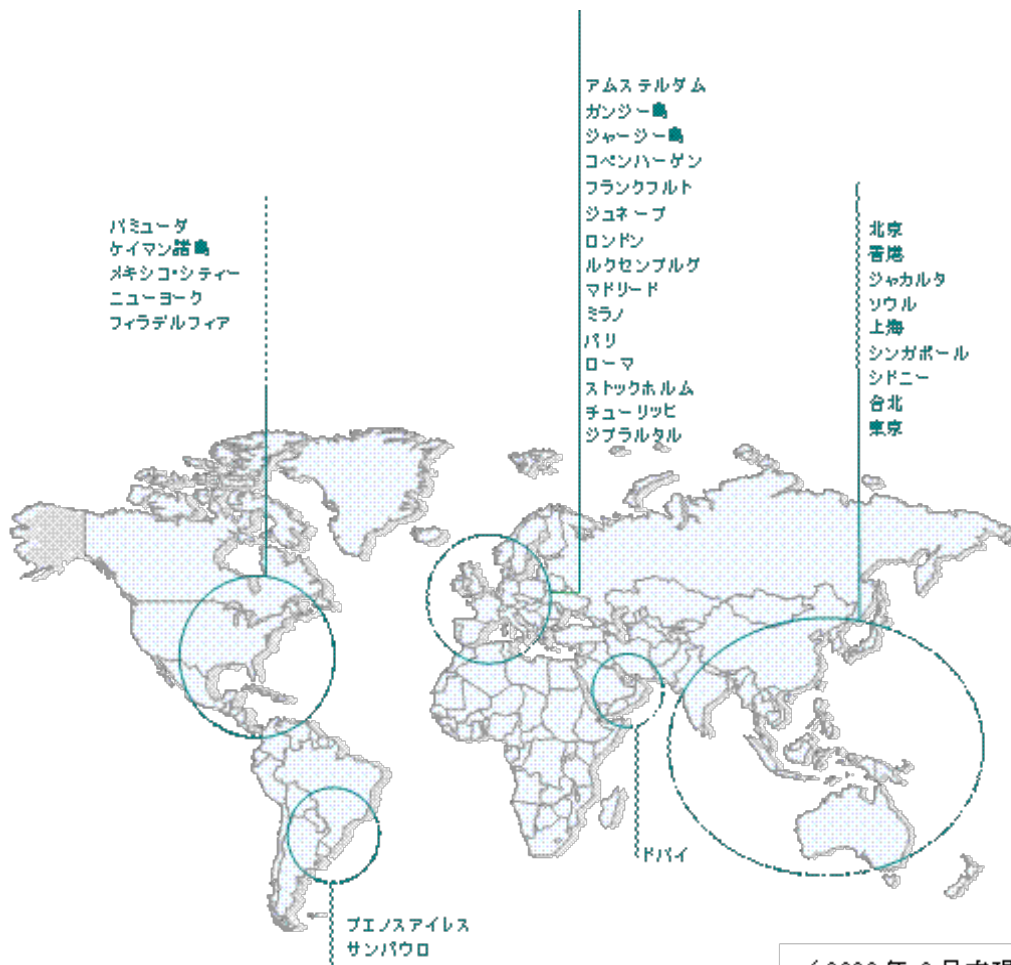 アムステルダム
ガンジー島
ジャージー島
コペンハーゲン
フランクフルト
ジュネーブ
ロンドン
ルクセンブルグ
マドリード
ミラノ
パリ
ローマ
ストックホルム
チューリッヒ
ジブラルタル
バミューダ
ケイマン諸島
メキシコ・シティー
ニューヨーク
フィラデルフィア
北京
香港
ジャカルタ
ソウル
上海
シンガポール
シドニー
台北
東京
ドバイ
ブエノスアイレス
サンパウロ